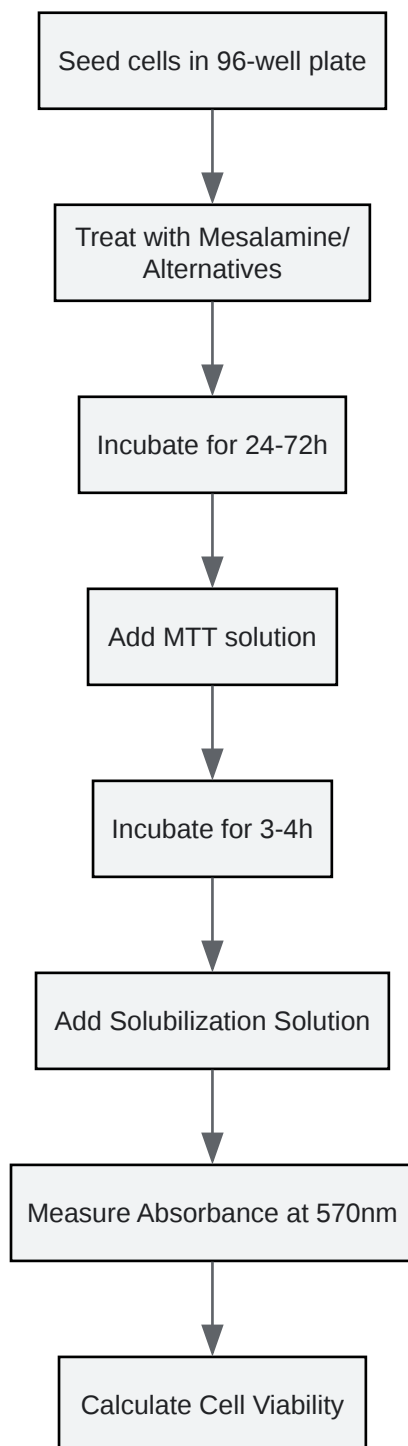 Seed cells in 96-well plate
Treat with Mesalamine/
Alternatives
Incubate for 24-72h
Add MTT solution
Incubate for 3-4h
Add Solubilization Solution
Measure Absorbance at 570nm
Calculate Cell Viability